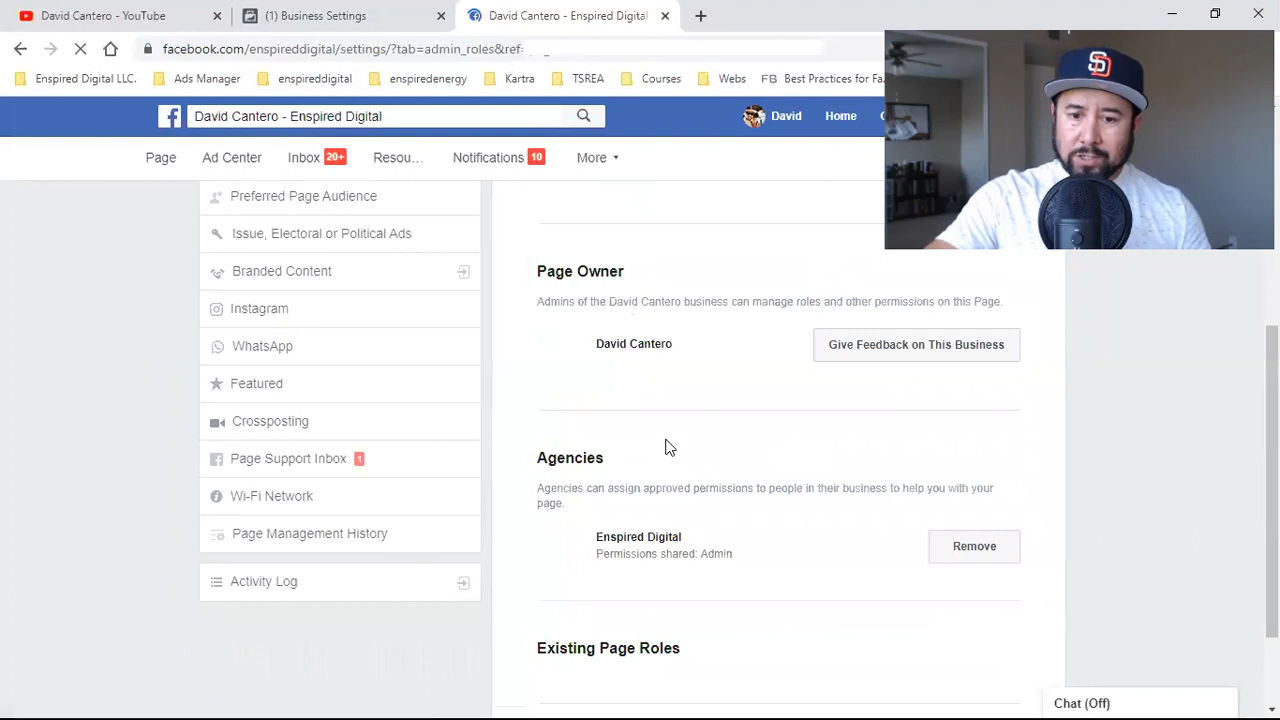 David Cantero - YouTube
(1) Business Settings
David Cantero - Enspired Digital
facebook.com/enspireddigital/settings/?tab=admin_roles&ref=
Enspired Digital LLC.
Ads Manager
enspireddigital
enspiredenergy
Kartra
TSREA
Courses
Webs
FB Best Practices for Fa
David Cantero - Enspired Digital
David
Home
Page
Ad Center
Inbox 20+
Resou...
Notifications 10
More
Preferred Page Audience
Issue, Electoral or Political Ads
Branded Content
Instagram
WhatsApp
Featured
Crossposting
Page Support Inbox 1
Wi-Fi Network
Page Management History
Activity Log
Page Owner
Admins of the David Cantero business can manage roles and other permissions on this Page.
David Cantero
Give Feedback on This Business
Agencies
Agencies can assign approved permissions to people in their business to help you with your
page.
Enspired Digital
Permissions shared: Admin
Remove
Existing Page Roles
Chat (Off)
SD